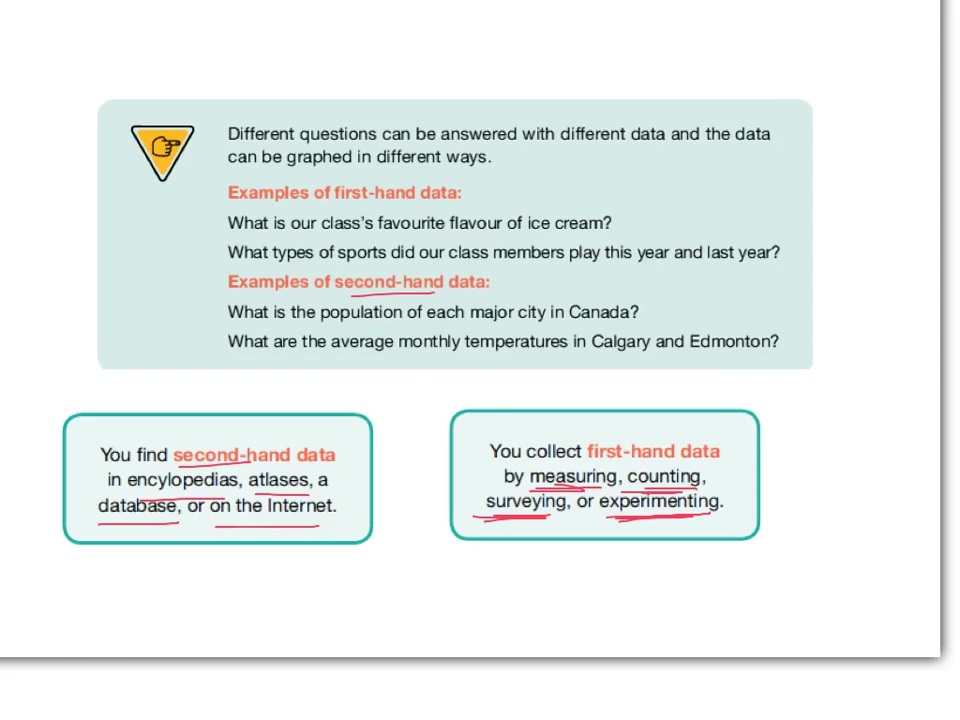 Different questions can be answered with different data and the data
can be graphed in different ways.
Examples of first-hand data:
What is our class's favourite flavour of ice cream?
What types of sports did our class members play this year and last year?
Examples of second-hand data:
What is the population of each major city in Canada?
What are the average monthly temperatures in Calgary and Edmonton?
You find second-hand data
in encylopedias, atlases, a
database, or on the Internet.
You collect first-hand data
by measuring, counting,
surveying, or experimenting.